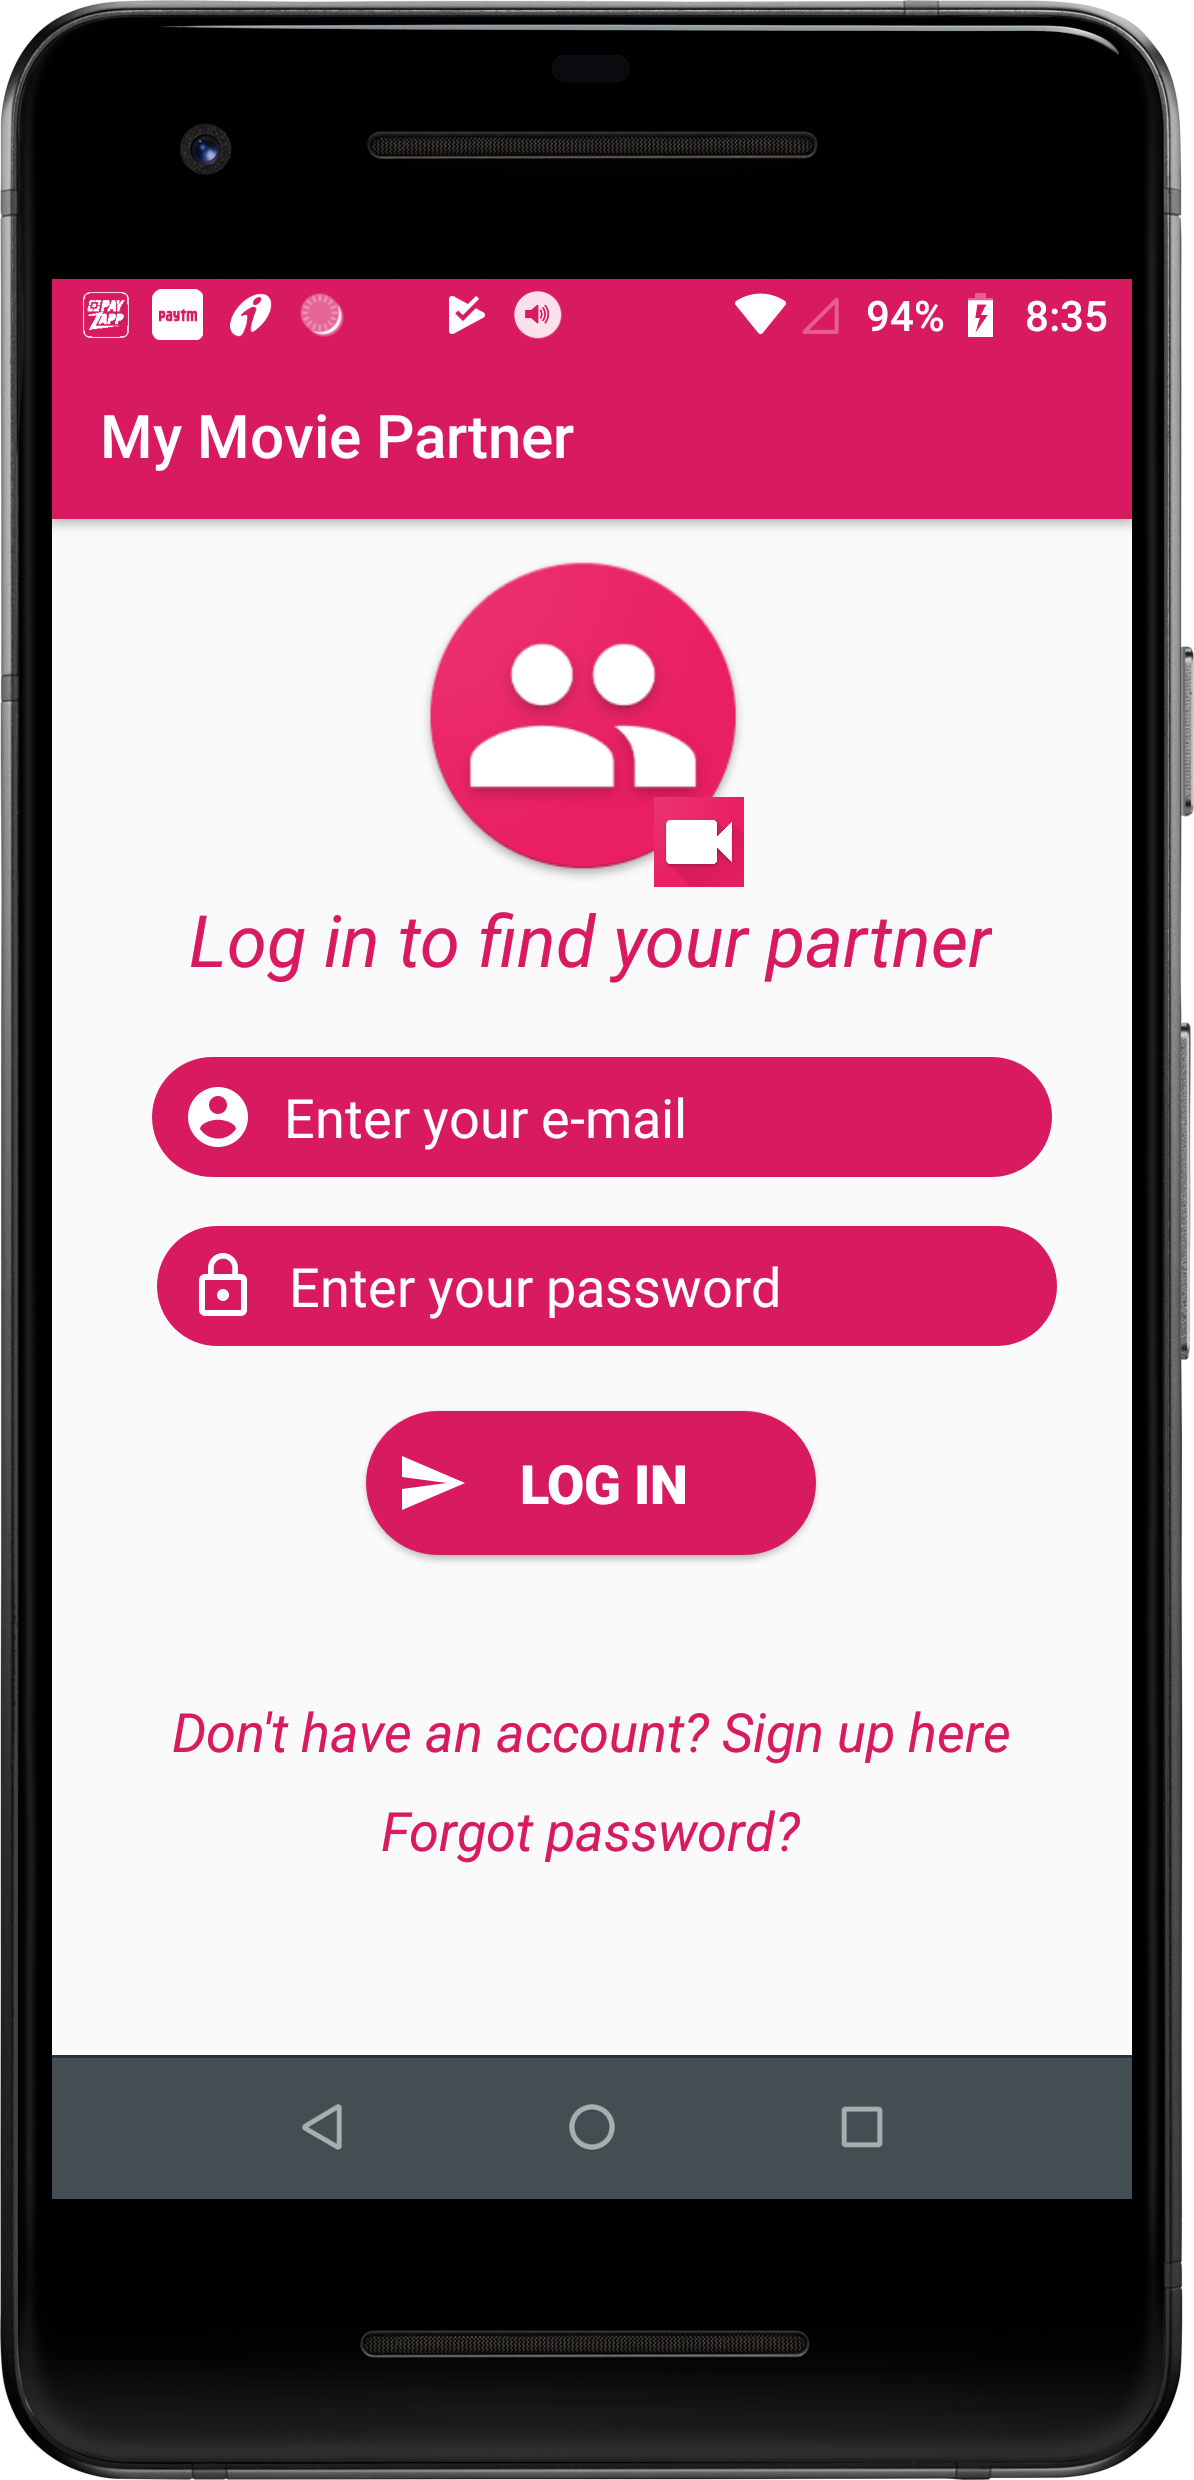 PAY
ZAPP
paytm
94%
8:35
My Movie Partner
Log in to find your partner
Enter your e-mail
Enter your password
LOG IN
Don't have an account? Sign up here
Forgot password?